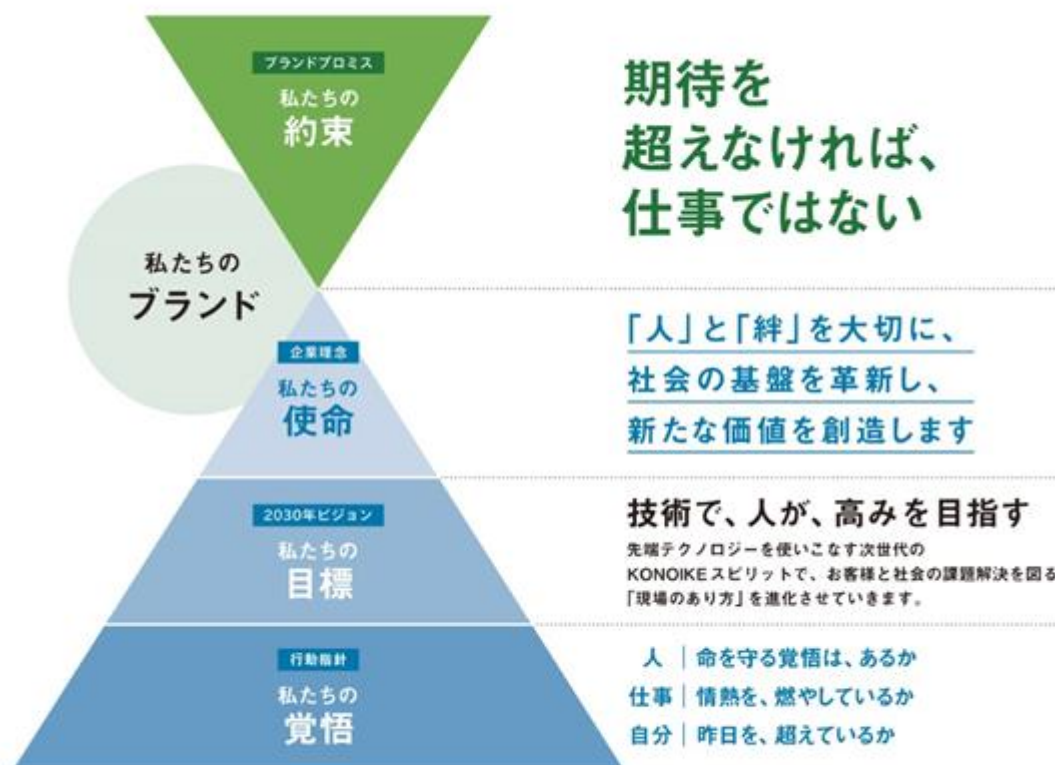 ブランドプロミス
私たちの
約束
期待を
超えなければ、
仕事ではない
私たちの
ブランド
企業理念
私たちの
使命
「人」と「絆」を大切に、
社会の基盤を革新し、
新たな価値を創造します
2030年ビジョン
私たちの
目標
技術で、人が、高みを目指す
先端テクノロジーを使いこなす次世代の
KONOIKEスピリットで、お客様と社会の課題解決を図る
「現場のあり方」を進化させていきます。
行動指針
私たちの
覚悟
人｜命を守る覚悟は、あるか
仕事｜情熱を、燃やしているか
自分｜昨日を、超えているか